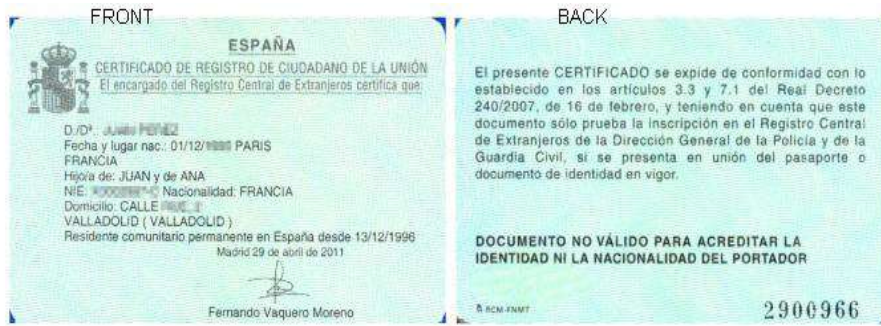 FRONT
ESPAÑA
CERTIFICADO DE REGISTRO DE CIUDADANO DE LA UNIÓN
El encargado del Registro Central de Extranjeros certifica que:
D./Dª.
Fecha y lugar nac.: 01/12/ PARIS
FRANCIA
Hijo/a de: JUAN y de ANA
NIE: Nacionalidad: FRANCIA
Domicilio: CALLE
VALLADOLID ( VALLADOLID )
Residente comunitario permanente en España desde 13/12/1996
Madrid 29 de abril de 2011
Fernando Vaquero Moreno
BACK
El presente CERTIFICADO se expide de conformidad con lo
establecido en los artículos 3.3 y 7.1 del Real Decreto
240/2007, de 16 de febrero, y teniendo en cuenta que este
documento sólo prueba la inscripción en el Registro Central
de Extranjeros de la Dirección General de la Policía y de la
Guardia Civil, si se presenta en unión del pasaporte o
documento de identidad en vigor.
DOCUMENTO NO VÁLIDO PARA ACREDITAR LA
IDENTIDAD NI LA NACIONALIDAD DEL PORTADOR
BCM-FNMT
2900966